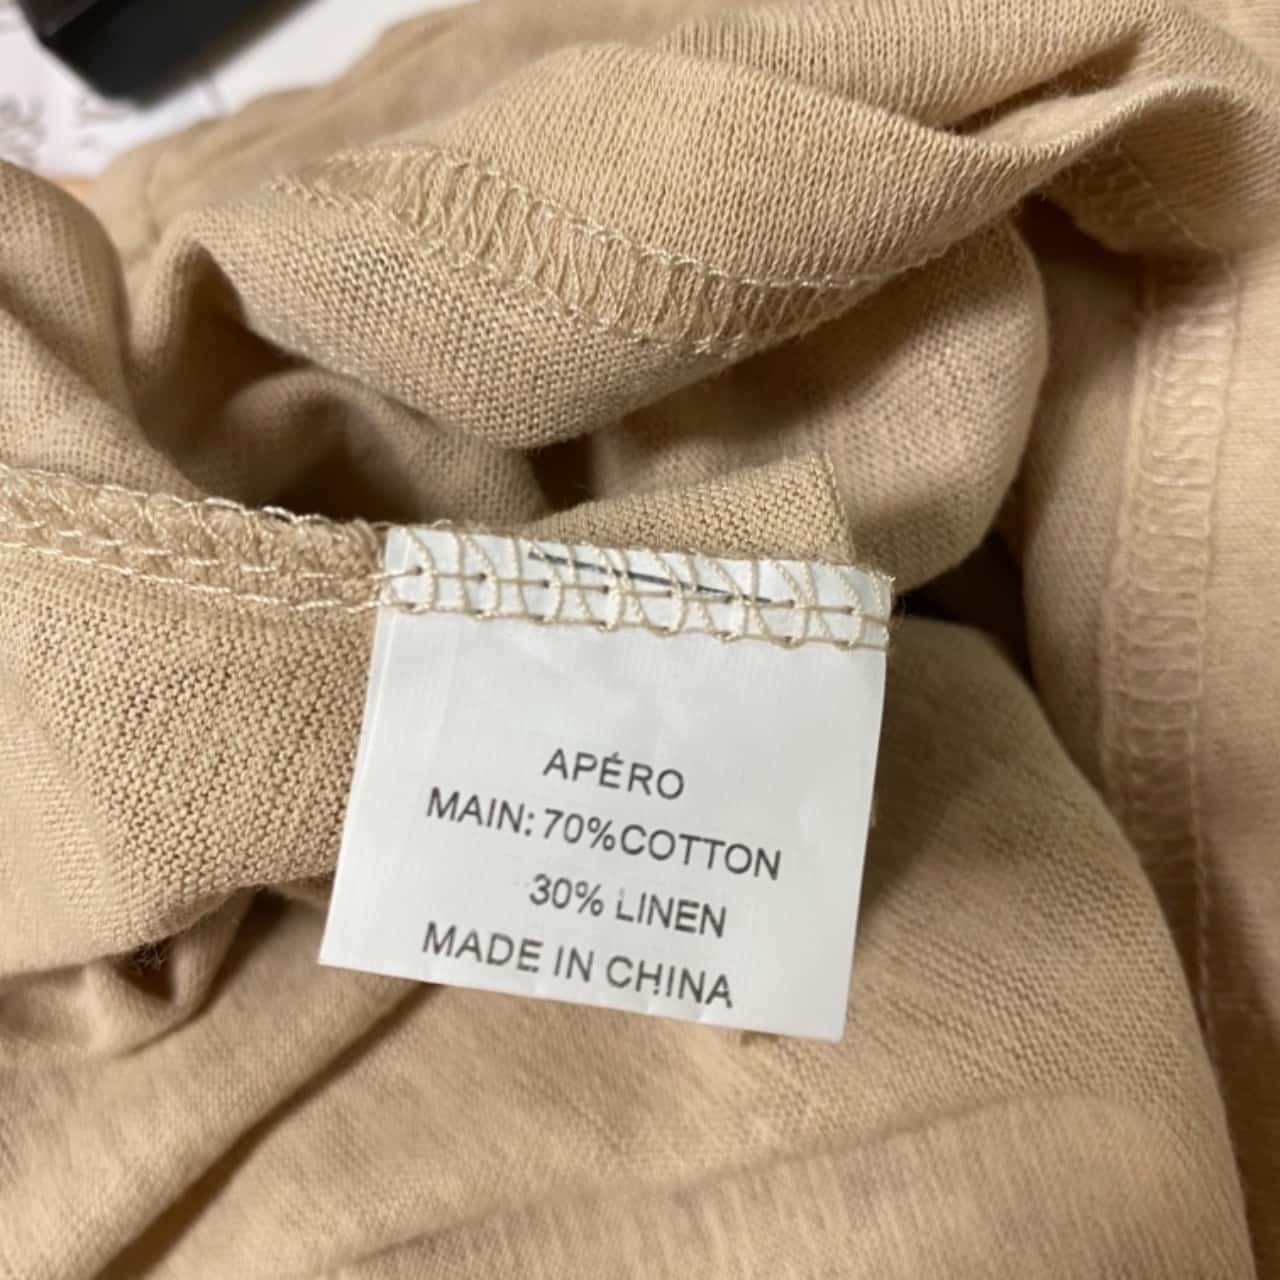 APÉRO
MAIN: 70%COTTON
30% LINEN
MADE IN CHINA